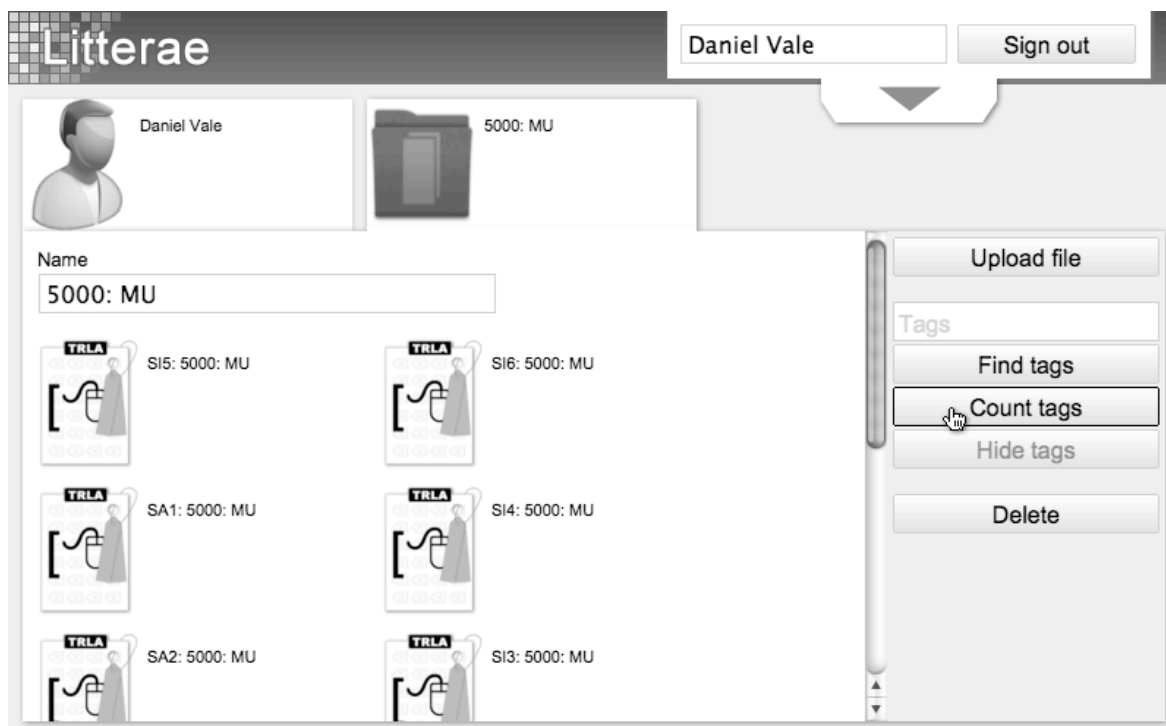 Litterae
Daniel Vale
Sign out
Daniel Vale
5000: MU
Name
5000: MU
Upload file
Tags
Find tags
Count tags
Hide tags
Delete
TRLA
SI5: 5000: MU
TRLA
SI6: 5000: MU
TRLA
SA1: 5000: MU
TRLA
SI4: 5000: MU
TRLA
SA2: 5000: MU
TRLA
SI3: 5000: MU